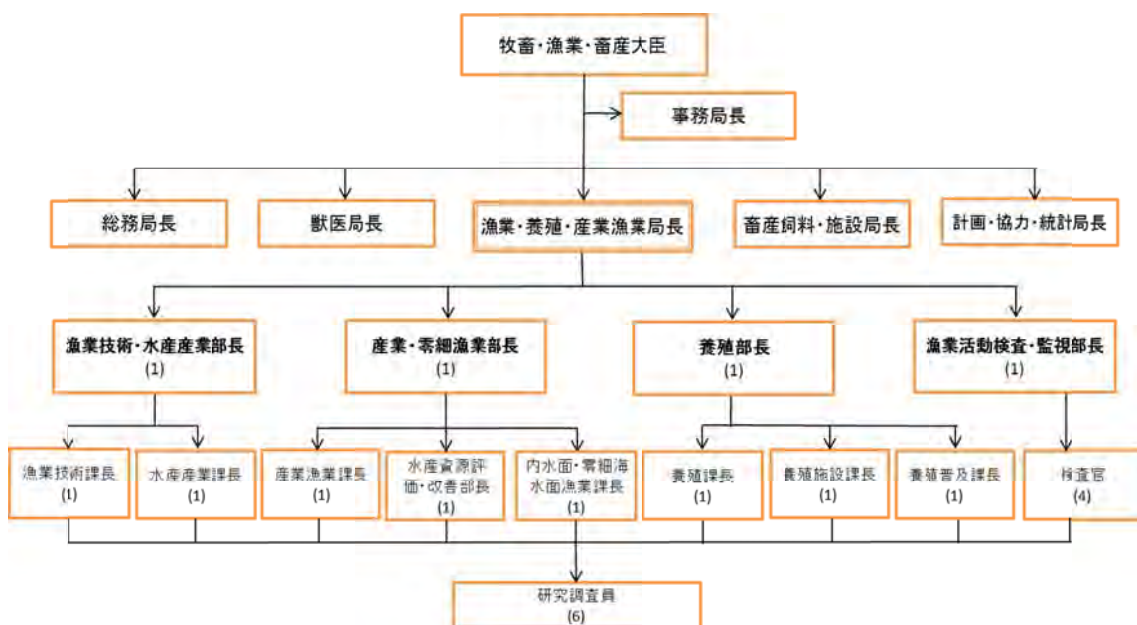 牧畜・漁業・畜産大臣
事務局長
総務局長
獣医局長
漁業・養殖・産業漁業局長
畜産飼料・施設局長
計画・協力・統計局長
漁業技術・水産産業部長
(1)
産業・零細漁業部長
(1)
養殖部長
(1)
漁業活動検査・監視部長
(1)
漁業技術課長
(1)
水産産業課長
(1)
産業漁業課長
(1)
水産資源評
価・改善部長
(1)
内水面・零細海
水面漁業課長
(1)
養殖課長
(1)
養殖施設課長
(1)
養殖普及課長
(1)
検査官
(4)
研究調査員
(6)